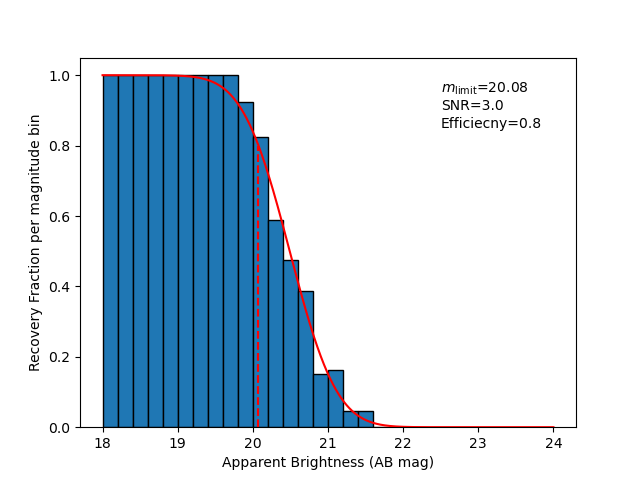 m_limit=20.08
SNR=3.0
Efficiecny=0.8
Recovery Fraction per magnitude bin
1.0
0.8
0.6
0.4
0.2
0.0
18 19 20 21 22 23 24
Apparent Brightness (AB mag)